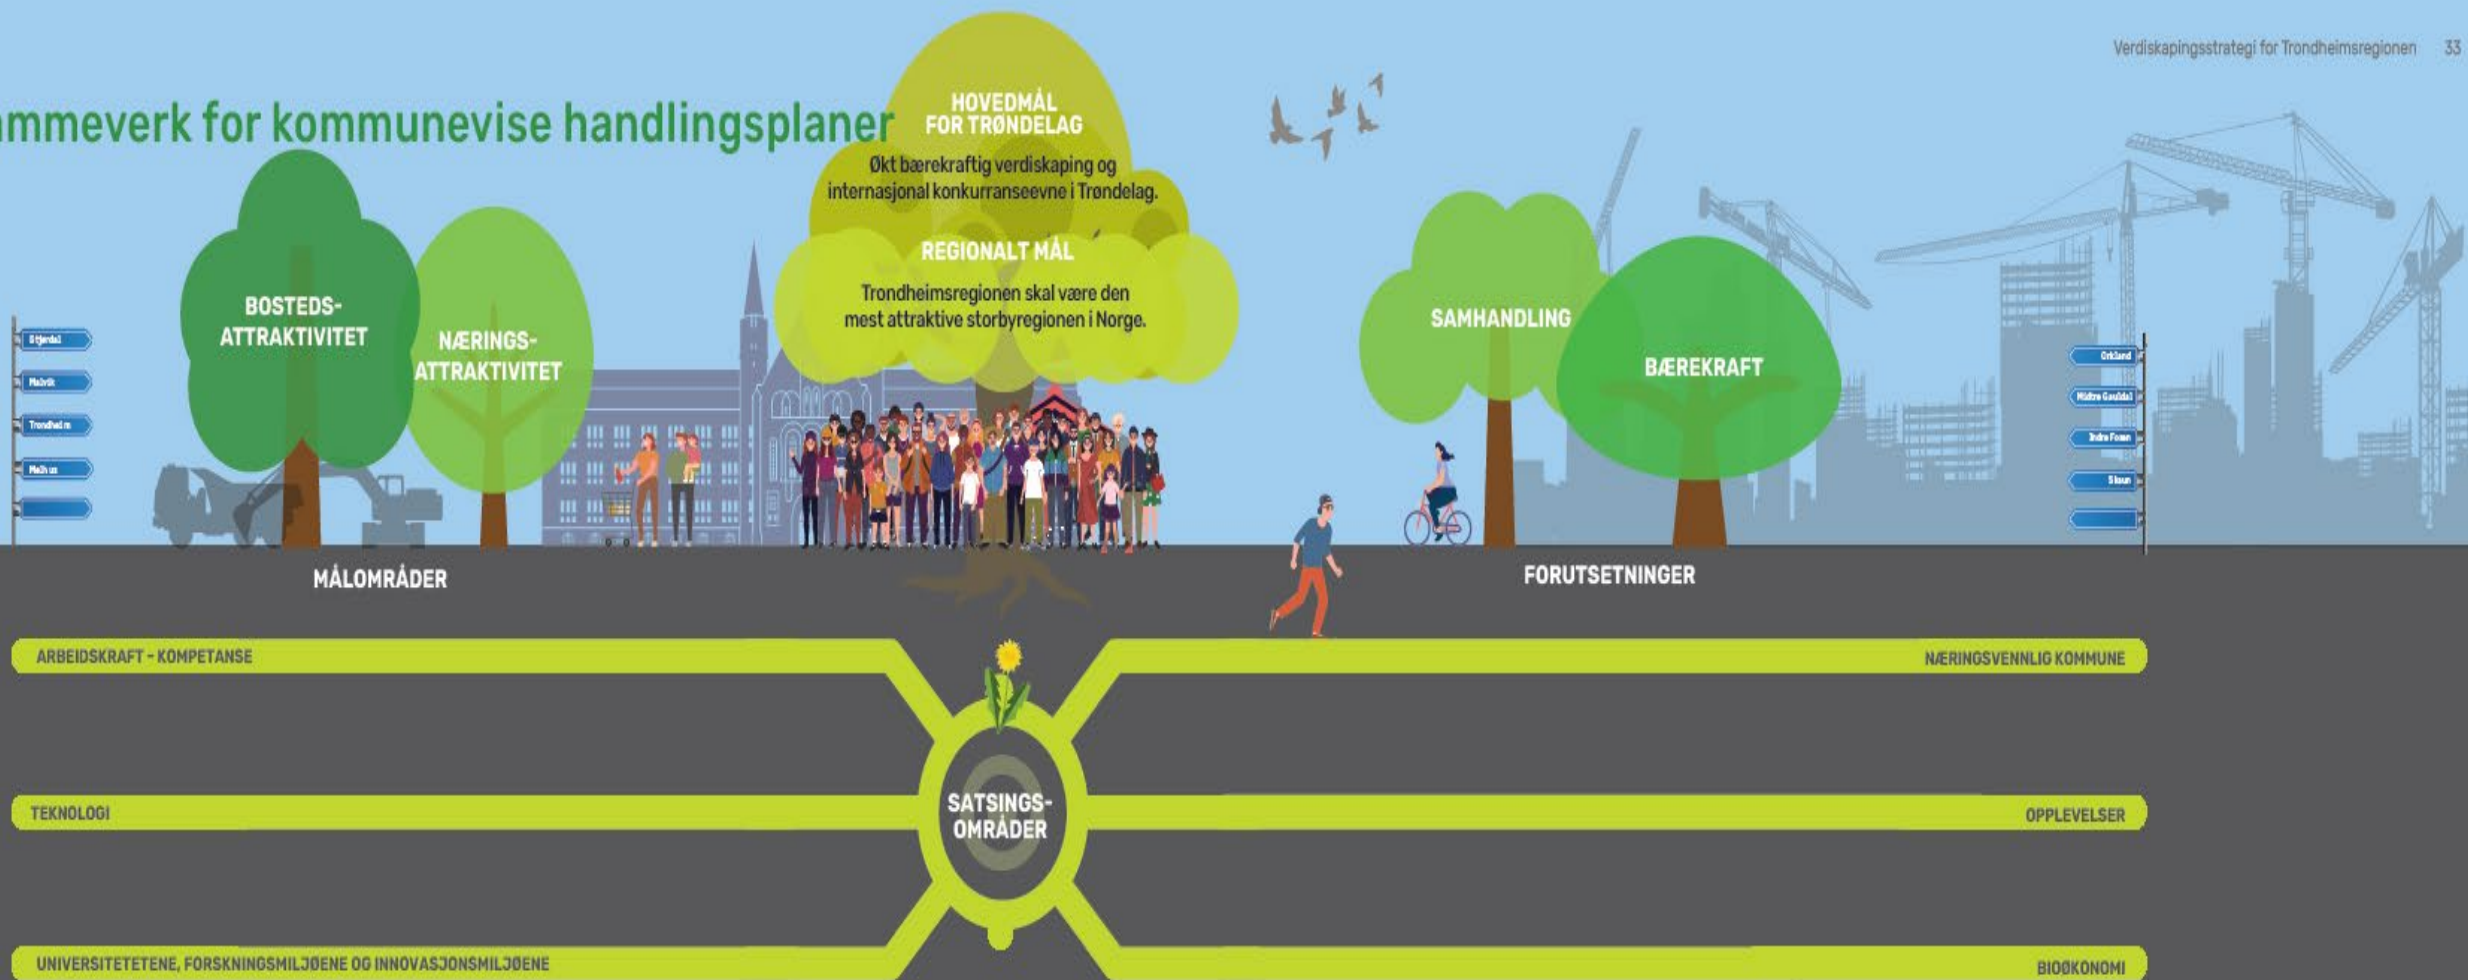 Verdiskapingsstrategi for Trondheimsregionen 33
ammeverk for kommunevise handlingsplaner
HOVEDMÅL
FOR TRØNDELAG
Økt bærekraftig verdiskaping og
internasjonal konkurranseevne i Trøndelag.
REGIONALT MÅL
Trondheimsregionen skal være den
mest attraktive storbyregionen i Norge.
BOSTEDS-
ATTRAKTIVITET
NÆRINGS-
ATTRAKTIVITET
SAMHANDLING
BÆREKRAFT
Stjørdal
Malvik
Trondheim
Melhus
Orkland
Midtre Gauldal
Indre Fosen
Skaun
MÅLOMRÅDER
FORUTSETNINGER
ARBEIDSKRAFT - KOMPETANSE
NÆRINGSVENNLIG KOMMUNE
TEKNOLOGI
SATSINGS-
OMRÅDER
OPPLEVELSER
UNIVERSITETETENE, FORSKNINGSMILJØENE OG INNOVASJONSMILJØENE
BIOØKONOMI